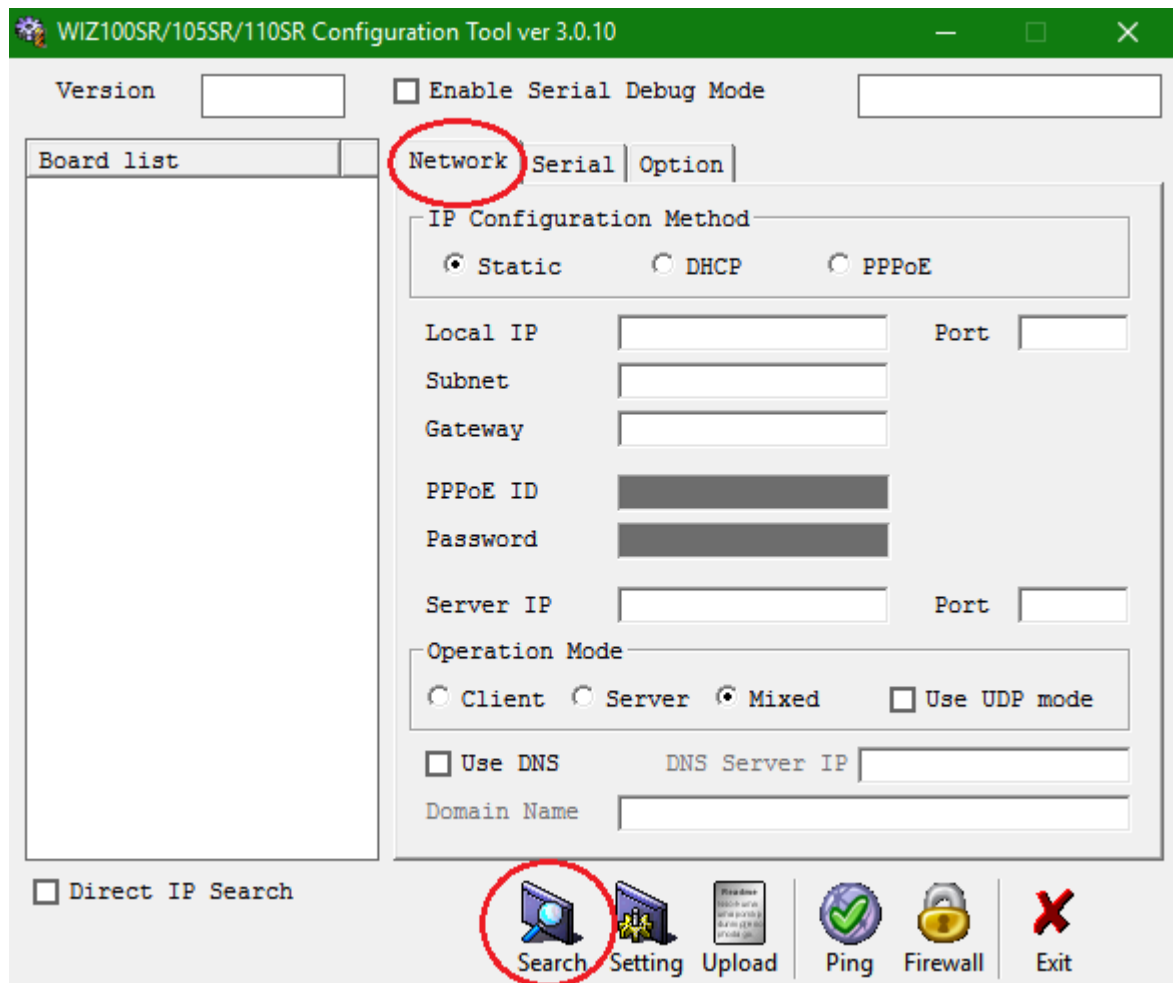 WIZ100SR/105SR/110SR Configuration Tool ver 3.0.10
Version
Enable Serial Debug Mode
Board list
Network Serial Option
IP Configuration Method
Static DHCP PPPoE
Local IP Port
Subnet
Gateway
PPPoE ID
Password
Server IP Port
Operation Mode
Client Server Mixed Use UDP mode
Use DNS DNS Server IP
Domain Name
Direct IP Search
Readme
Search Setting Upload Ping Firewall Exit